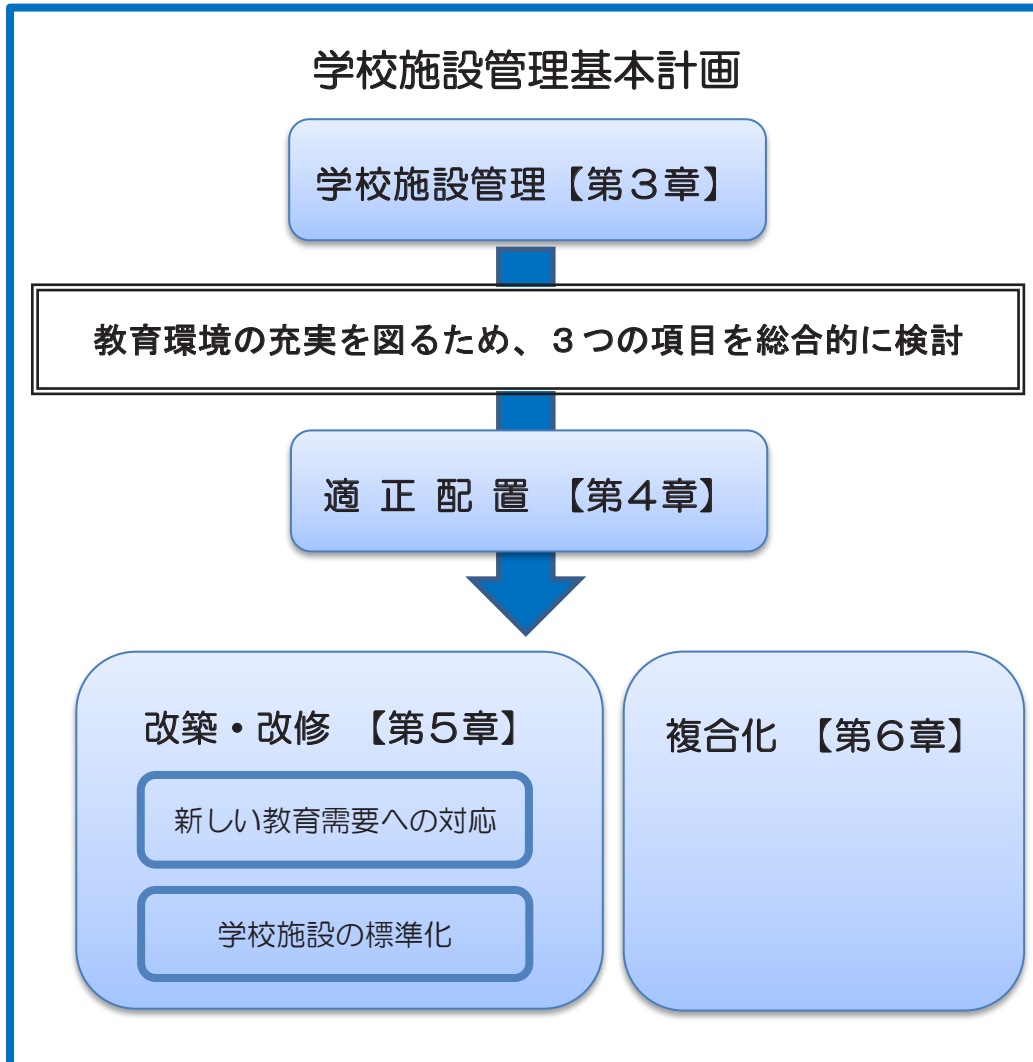 学校施設管理基本計画
学校施設管理【第３章】
教育環境の充実を図るため、３つの項目を総合的に検討
適 正 配 置 【第４章】
改築・改修 【第５章】
新しい教育需要への対応
学校施設の標準化
複合化 【第６章】